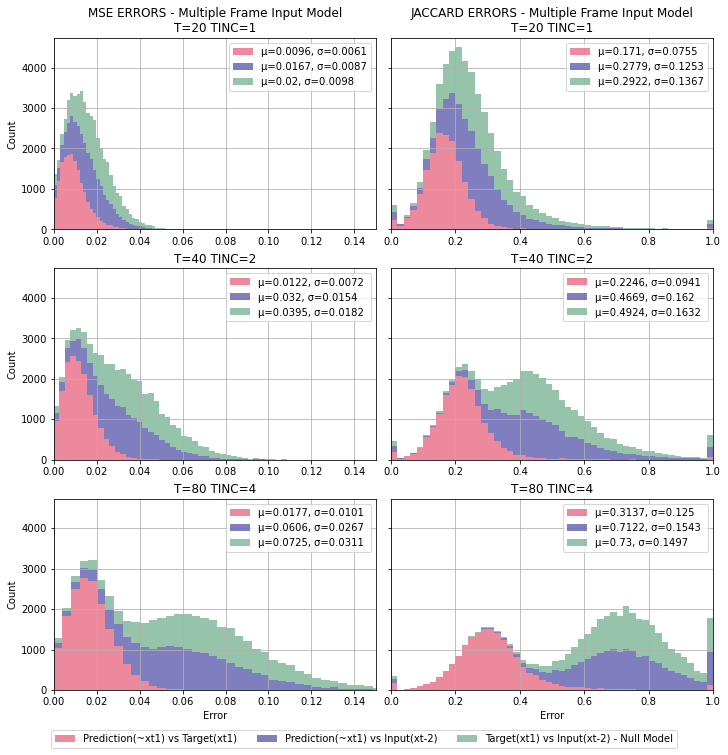 MSE ERRORS - Multiple Frame Input Model
T=20 TINC=1
JACCARD ERRORS - Multiple Frame Input Model
T=20 TINC=1
μ=0.0096, σ=0.0061
μ=0.0167, σ=0.0087
μ=0.02, σ=0.0098
μ=0.171, σ=0.0755
μ=0.2779, σ=0.1253
μ=0.2922, σ=0.1367
Count
4000
3000
2000
1000
0
0.00 0.02 0.04 0.06 0.08 0.10 0.12 0.14
0.0 0.2 0.4 0.6 0.8 1.0
T=40 TINC=2
T=40 TINC=2
μ=0.0122, σ=0.0072
μ=0.032, σ=0.0154
μ=0.0395, σ=0.0182
μ=0.2246, σ=0.0941
μ=0.4669, σ=0.162
μ=0.4924, σ=0.1632
Count
4000
3000
2000
1000
0
0.00 0.02 0.04 0.06 0.08 0.10 0.12 0.14
0.0 0.2 0.4 0.6 0.8 1.0
T=80 TINC=4
T=80 TINC=4
μ=0.0177, σ=0.0101
μ=0.0606, σ=0.0267
μ=0.0725, σ=0.0311
μ=0.3137, σ=0.125
μ=0.7122, σ=0.1543
μ=0.73, σ=0.1497
Count
4000
3000
2000
1000
0
0.00 0.02 0.04 0.06 0.08 0.10 0.12 0.14
0.0 0.2 0.4 0.6 0.8 1.0
Error
Error
Prediction(~xt1) vs Target(xt1)
Prediction(~xt1) vs Input(xt-2)
Target(xt1) vs Input(xt-2) - Null Model